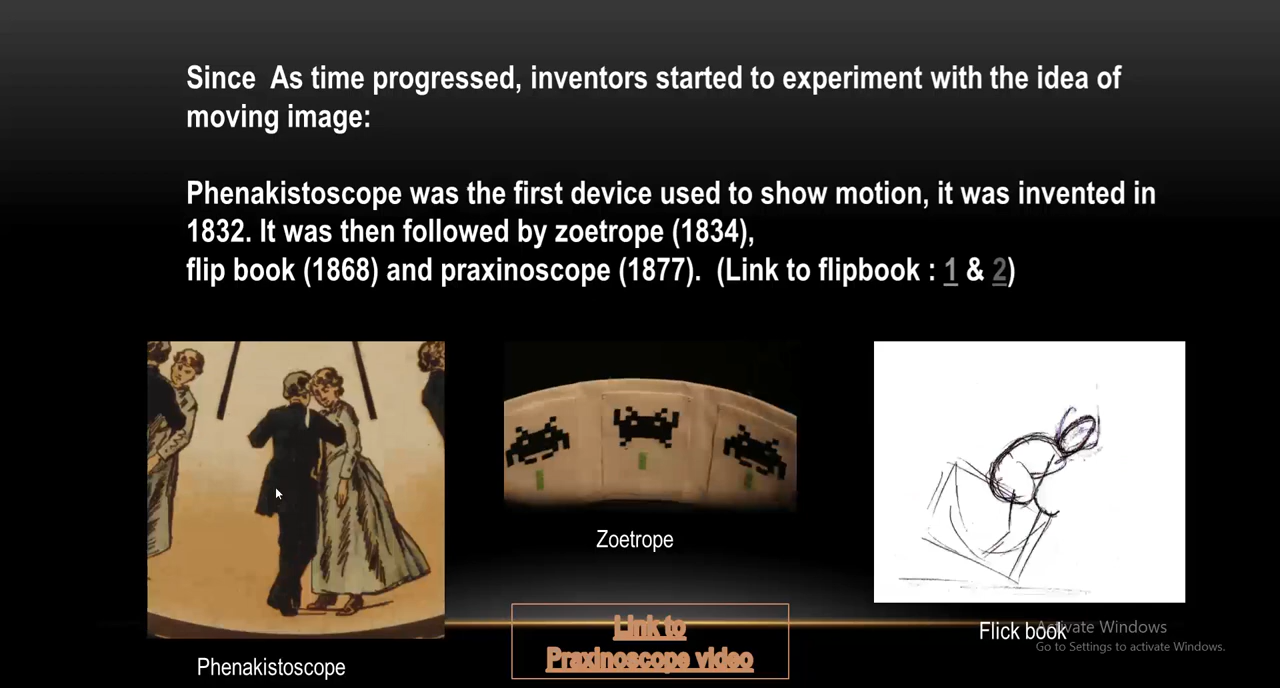 Since  As time progressed, inventors started to experiment with the idea of
moving image:
Phenakistoscope was the first device used to show motion, it was invented in
1832. It was then followed by zoetrope (1834),
flip book (1868) and praxinoscope (1877).  (Link to flipbook : 1 & 2)
Zoetrope
Link to
Praxinoscope video
Flick book
Phenakistoscope
Activate Windows
Go to Settings to activate Windows.